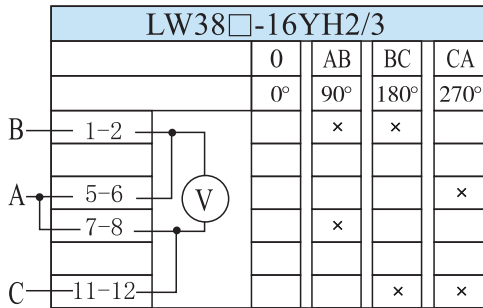 LW38□-16YH2/3
0 AB BC CA
0° 90° 180° 270°
B 1-2 × ×
A 5-6 V ×
7-8 ×
C 11-12 × ×